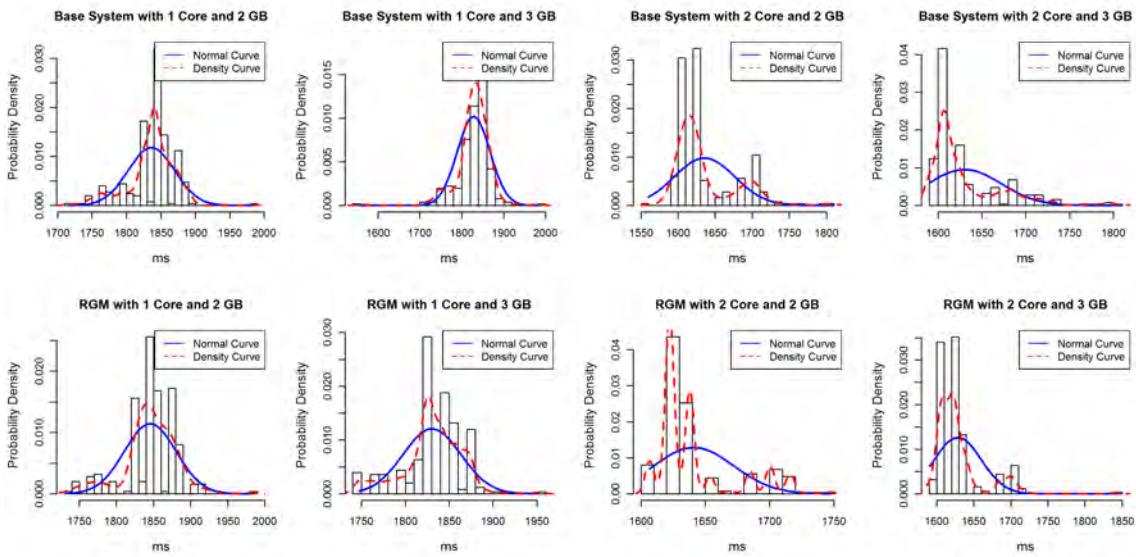 Base System with 1 Core and 2 GB
Probability Density
0.000 0.010 0.020 0.030
Normal Curve
Density Curve
1700 1750 1800 1850 1900 1950 2000
ms
Base System with 1 Core and 3 GB
Probability Density
0.000 0.005 0.010 0.015
Normal Curve
Density Curve
1600 1700 1800 1900 2000
ms
Base System with 2 Core and 2 GB
Probability Density
0.000 0.010 0.020 0.030
Normal Curve
Density Curve
1550 1600 1650 1700 1750 1800
ms
Base System with 2 Core and 3 GB
Probability Density
0.00 0.01 0.02 0.03 0.04
Normal Curve
Density Curve
1600 1650 1700 1750 1800
ms
RGM with 1 Core and 2 GB
Probability Density
0.000 0.010 0.020
Normal Curve
Density Curve
1750 1800 1850 1900 1950 2000
ms
RGM with 1 Core and 3 GB
Probability Density
0.000 0.010 0.020 0.030
Normal Curve
Density Curve
1750 1800 1850 1900 1950
ms
RGM with 2 Core and 2 GB
Probability Density
0.00 0.01 0.02 0.03 0.04
Normal Curve
Density Curve
1600 1650 1700 1750
ms
RGM with 2 Core and 3 GB
Probability Density
0.000 0.010 0.020 0.030
Normal Curve
Density Curve
1600 1650 1700 1750 1800 1850
ms